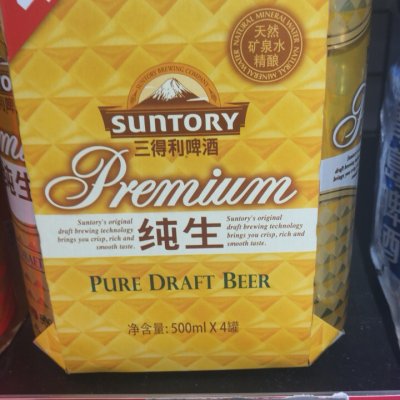 NATURAL MINERAL WATER
天然
矿泉水
精酿
SUNTORY BREWING COMPANY
SUNTORY
三得利啤酒
Premium
Suntory's original
draft brewing technology
brings you crisp, rich and
smooth taste.
纯生
Suntory's original
draft brewing technology
brings you crisp, rich and
smooth taste.
PURE DRAFT BEER
净含量: 500ml X 4罐